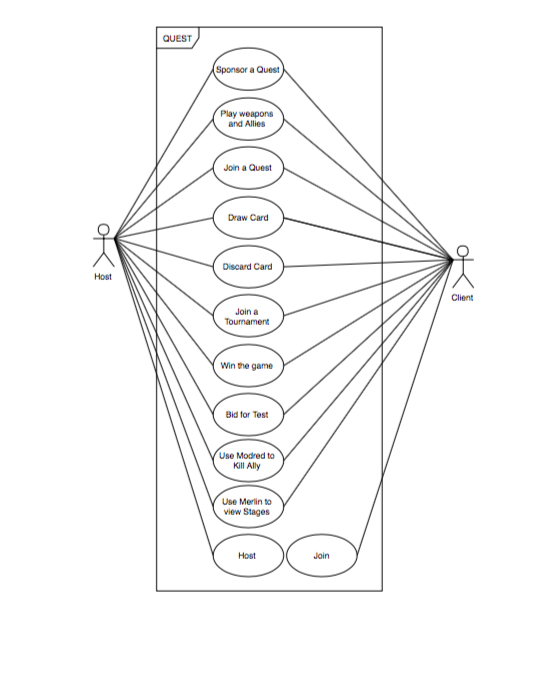 QUEST
Sponsor a Quest
Play weapons
and Allies
Join a Quest
Draw Card
Discard Card
Host
Client
Join a
Tournament
Win the game
Bid for Test
Use Modred to
Kill Ally
Use Merlin to
view Stages
Host
Join